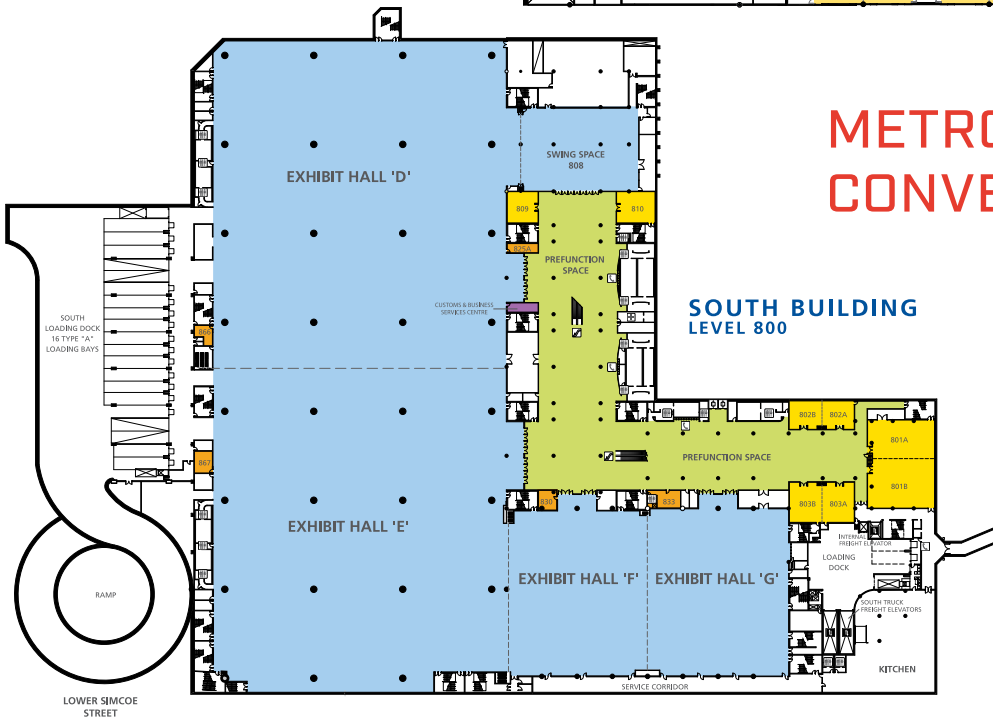 METRO
CONVE
SOUTH BUILDING
LEVEL 800
EXHIBIT HALL 'D'
SWING SPACE
808
809
810
825A
PREFUNCTION
SPACE
CUSTOMS & BUSINESS
SERVICES CENTRE
SOUTH
LOADING DOCK
16 TYPE "A"
LOADING BAYS
866
867
802B
802A
801A
801B
PREFUNCTION SPACE
803B
803A
830
833
EXHIBIT HALL 'E'
EXHIBIT HALL 'F'
EXHIBIT HALL 'G'
INTERNAL
FREIGHT ELEVATOR
LOADING
DOCK
SOUTH TRUCK
FREIGHT ELEVATORS
RAMP
KITCHEN
SERVICE CORRIDOR
LOWER SIMCOE
STREET